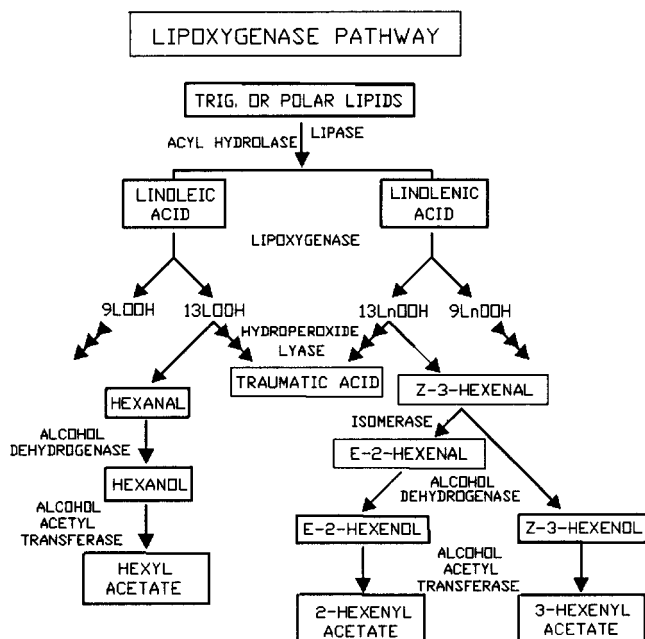 LIPOXYGENASE PATHWAY
TRIG. OR POLAR LIPIDS
ACYL HYDROLASE
LIPASE
LINOLEIC
ACID
LINOLENIC
ACID
LIPOXYGENASE
9LOOH
13LOOH
13LnOOH
9LnOOH
HYDROPEROXIDE
LYASE
TRAUMATIC ACID
HEXANAL
Z-3-HEXENAL
ISOMERASE
ALCOHOL
DEHYDROGENASE
E-2-HEXENAL
HEXANOL
ALCOHOL
DEHYDROGENASE
ALCOHOL
ACETYL
TRANSFERASE
E-2-HEXENOL
Z-3-HEXENOL
HEXYL
ACETATE
ALCOHOL
ACETYL
TRANSFERASE
2-HEXENYL
ACETATE
3-HEXENYL
ACETATE